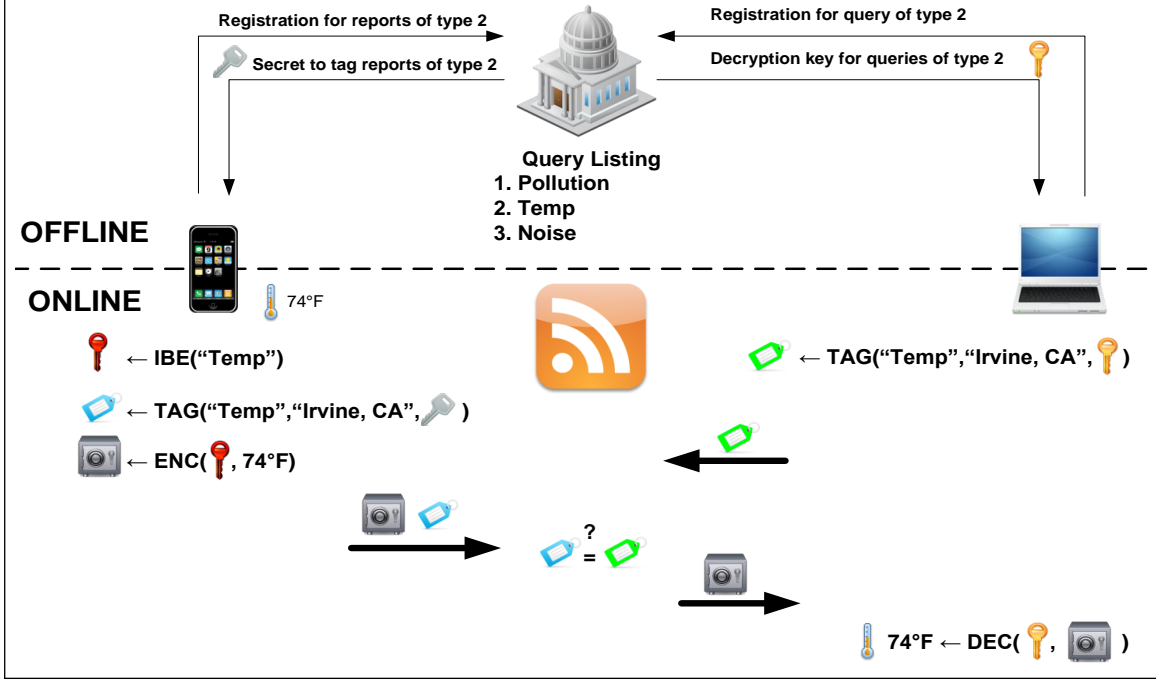 Registration for reports of type 2
Registration for query of type 2
Secret to tag reports of type 2
Decryption key for queries of type 2
Query Listing
1. Pollution
2. Temp
3. Noise
OFFLINE
ONLINE
74°F
← IBE(“Temp”)
← TAG(“Temp”,“Irvine, CA”, )
← TAG(“Temp”,“Irvine, CA”, )
← ENC( , 74°F)
?
=
74°F ← DEC( , )